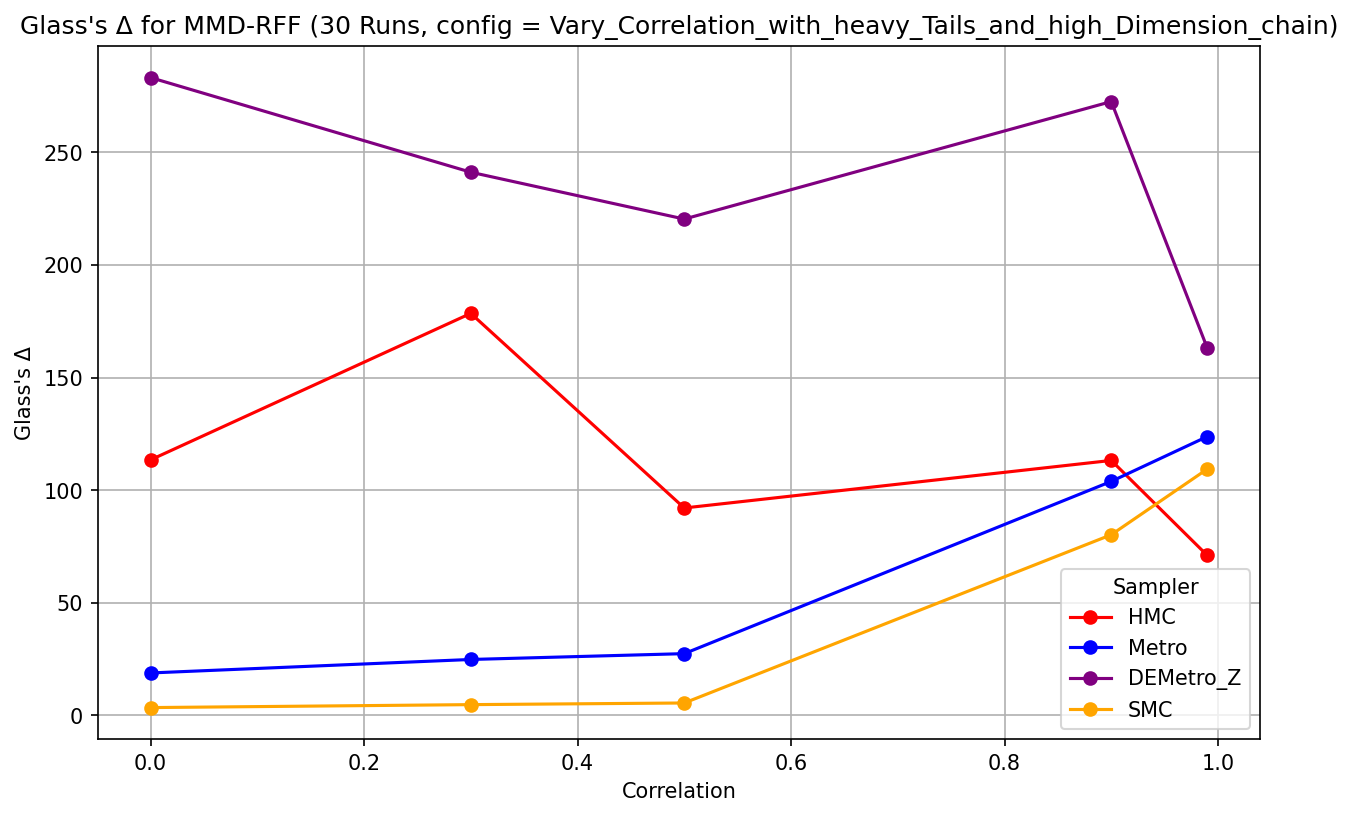 Glass's Δ for MMD-RFF (30 Runs, config = Vary_Correlation_with_heavy_Tails_and_high_Dimension_chain)
Glass's Δ
250
200
150
100
50
0
0.0
0.2
0.4
0.6
0.8
1.0
Correlation
Sampler
HMC
Metro
DEMetro_Z
SMC